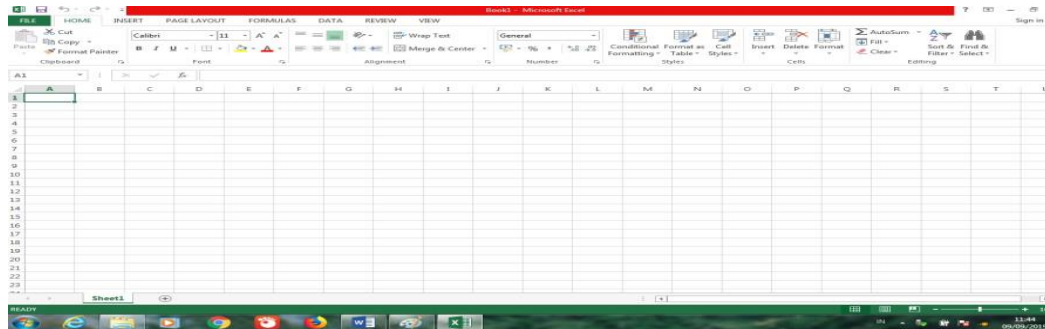 Book1 - Microsoft Excel
?
FILE HOME INSERT PAGE LAYOUT FORMULAS DATA REVIEW VIEW Sign in
Paste
Cut
Copy
Format Painter
Clipboard
Calibri 11 A A
B I U A
Font
Wrap Text
Merge & Center
Alignment
General
%
Number
Conditional Formatting
Format as Table
Cell Styles
Styles
Insert Delete Format
Cells
AutoSum
Fill
Clear
Sort & Filter
Find & Select
Editing
A1 fx
A B C D E F G H I J K L M N O P Q R S T
1
2
3
4
5
6
7
8
9
10
11
12
13
14
15
16
17
18
19
20
21
22
23
Sheet1
READY
IN
11:44